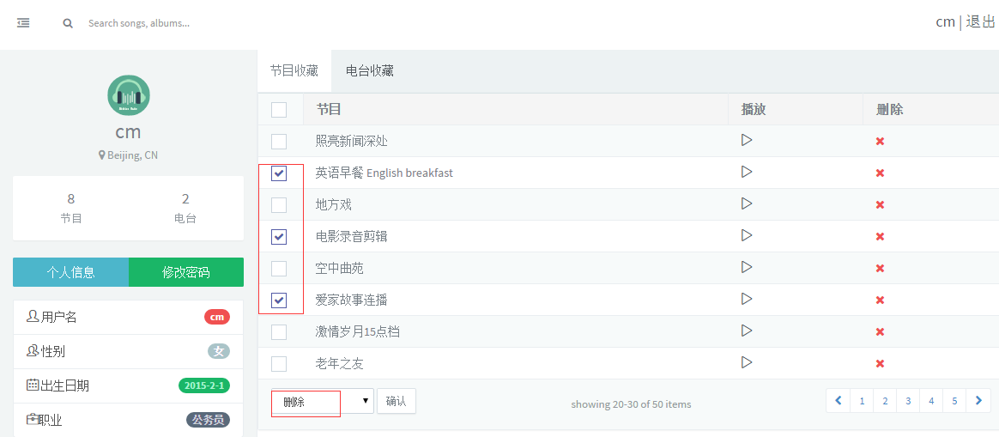 Search songs, albums...
cm | 退出
cm
Beijing, CN
8
节目
2
电台
个人信息
修改密码
用户名
cm
性别
女
出生日期
2015-2-1
职业
公务员
节目收藏
电台收藏
节目
播放
删除
照亮新闻深处
英语早餐 English breakfast
地方戏
电影录音剪辑
空中曲苑
爱家故事连播
激情岁月15点档
老年之友
删除
确认
showing 20-30 of 50 items
1 2 3 4 5